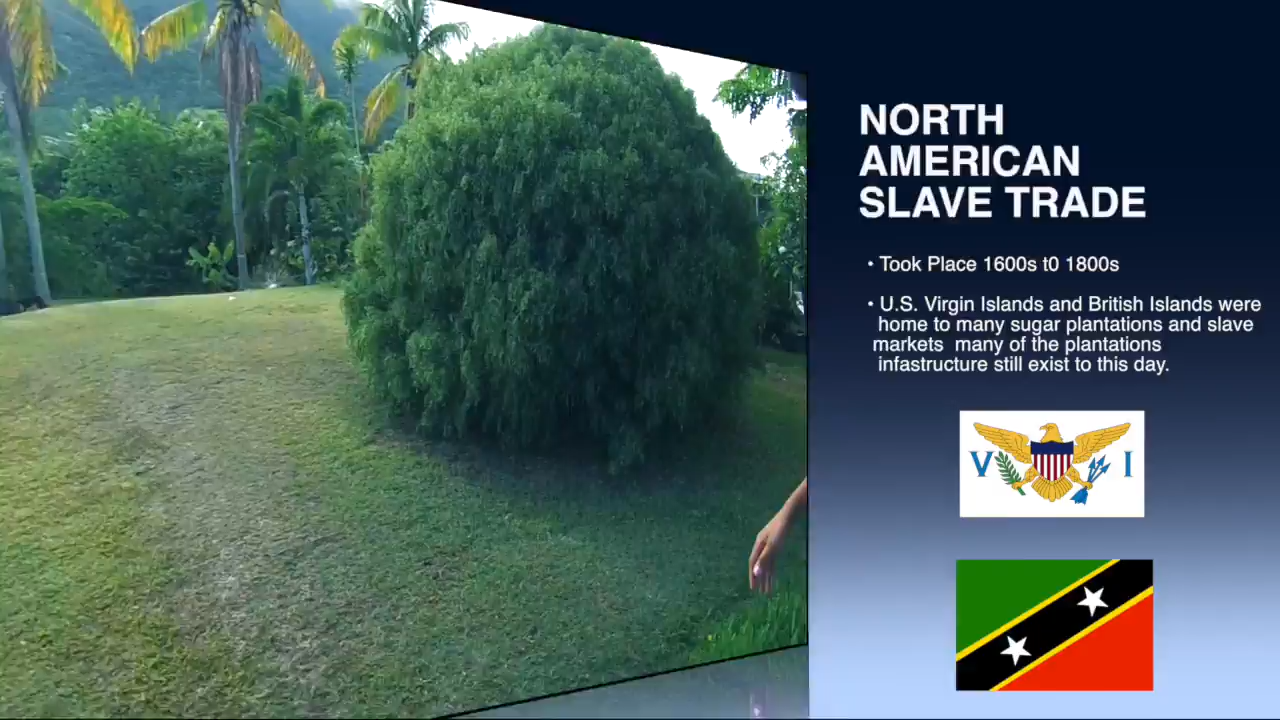 NORTH
AMERICAN
SLAVE TRADE
• Took Place 1600s t0 1800s
• U.S. Virgin Islands and British Islands were
home to many sugar plantations and slave
markets  many of the plantations
infastructure still exist to this day.
V I